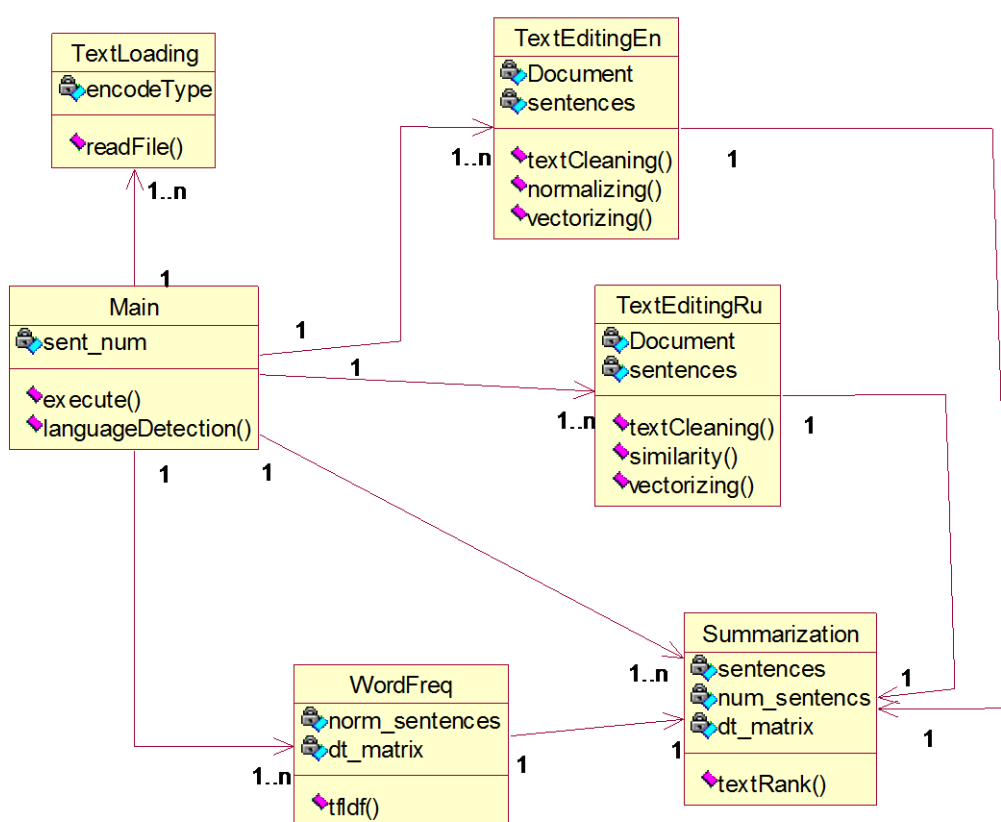 TextLoading
encodeType
readFile()
1..n
TextEditingEn
Document
sentences
textCleaning()
normalizing()
vectorizing()
1..n
1
1
Main
sent_num
execute()
languageDetection()
1
1
1
1
TextEditingRu
Document
sentences
textCleaning()
similarity()
vectorizing()
1..n
1
WordFreq
norm_sentences
dt_matrix
tfIdf()
1..n
1
Summarization
sentences
num_sentencs
dt_matrix
textRank()
1..n
1
1
1